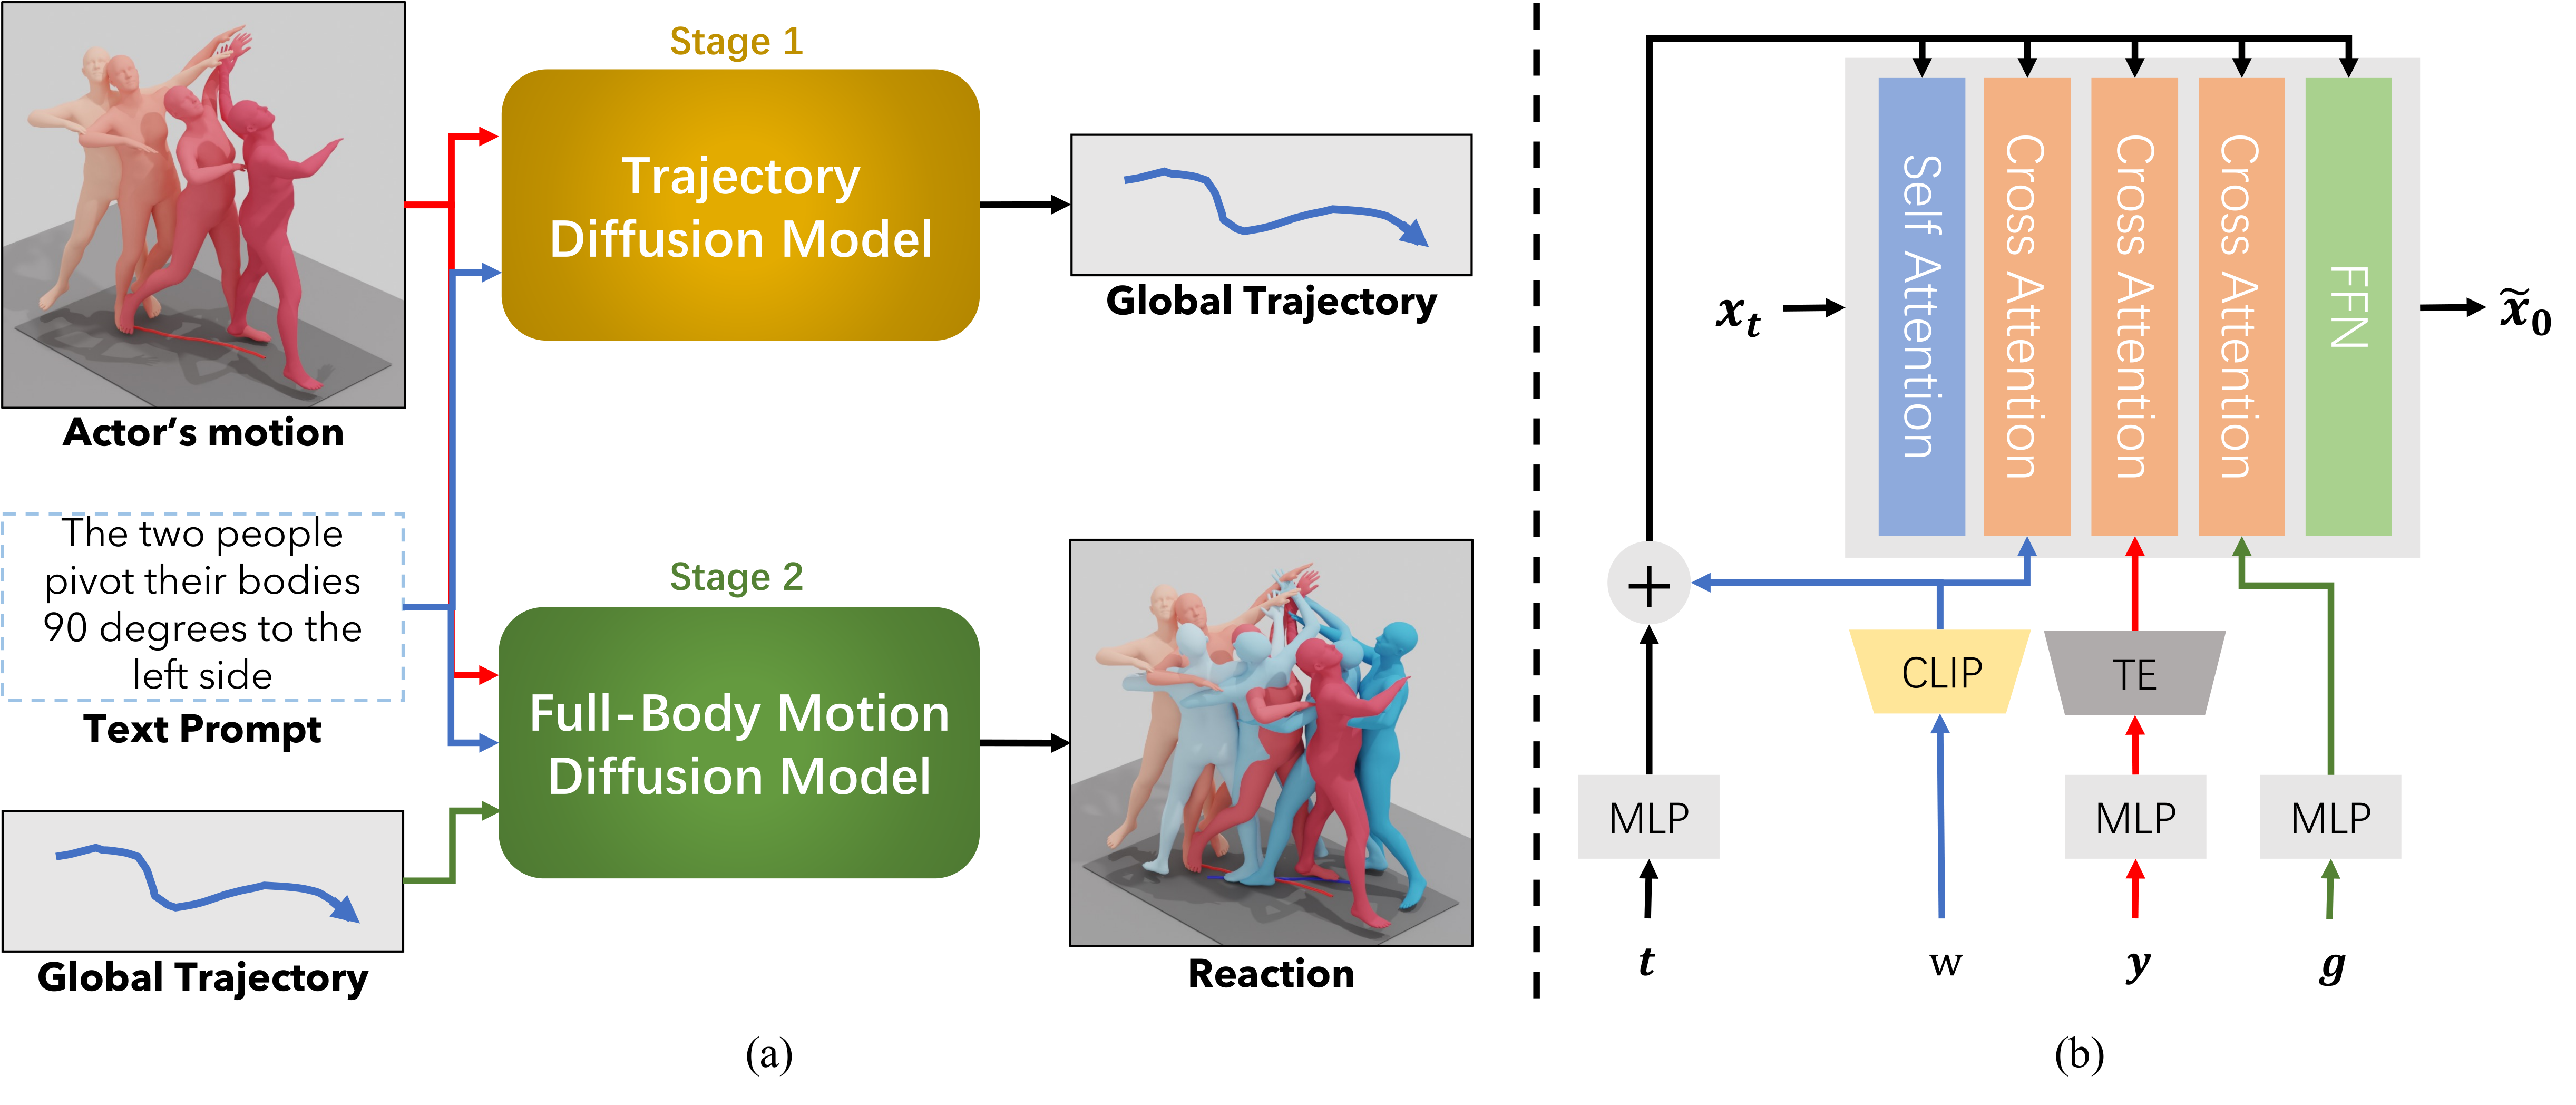 Stage 1
Trajectory
Diffusion Model
Global Trajectory
Actor's motion
The two people
pivot their bodies
90 degrees to the
left side
Text Prompt
Stage 2
Full-Body Motion
Diffusion Model
Global Trajectory
Reaction
(a)
Self Attention
Cross Attention
Cross Attention
Cross Attention
FFN
x_t
x̃_0
+
CLIP
TE
MLP
MLP
MLP
t
w
y
g
(b)